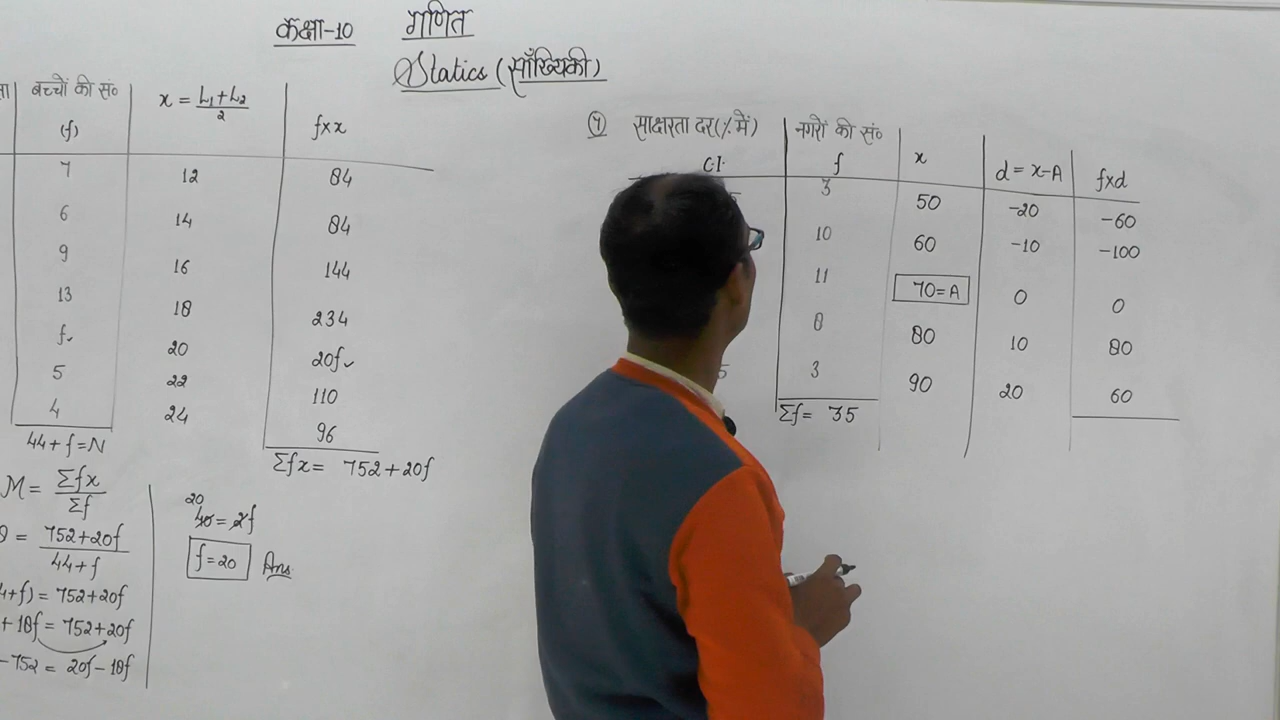 कक्षा-10 गणित
Statics (साँख्यिकी)
बच्चों की सं० x = L₁+L₂/2 f×x
(f)
7 12 84
6 14 84
9 16 144
13 18 234
f 20 20f
5 22 110
4 24 96
44+f=N Σfx = 752+20f
M = Σfx/Σf
= 752+20f/44+f
+f) = 752+20f
+18f = 752+20f
-752 = 20f-18f
20
40 = 2f
f=20 Ans.
साक्षरता दर(% में) नगरों की सं०
C.I. f x d = x-A f×d
3 50 -20 -60
10 60 -10 -100
11 70=A 0 0
8 80 10 80
3 90 20 60
Σf = 35